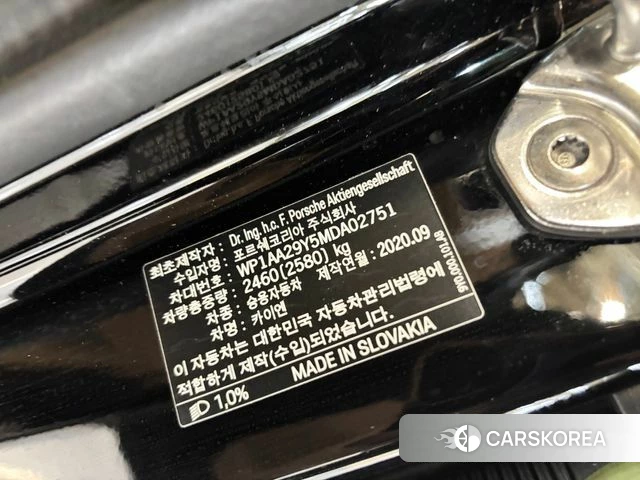 최초제작자 : Dr. Ing. h.c. F. Porsche Aktiengesellschaft
수입자명 : 포르쉐코리아 주식회사
차대번호 : WP1AA29Y5MDA02751
차량총중량 : 2460(2580) kg
차종 : 승용자동차 제작연월 : 2020.09
차명 : 카이엔
이 자동차는 대한민국 자동차관리법령에
적합하게 제작(수입)되었습니다.
MADE IN SLOVAKIA
1,0%
CARSKOREA